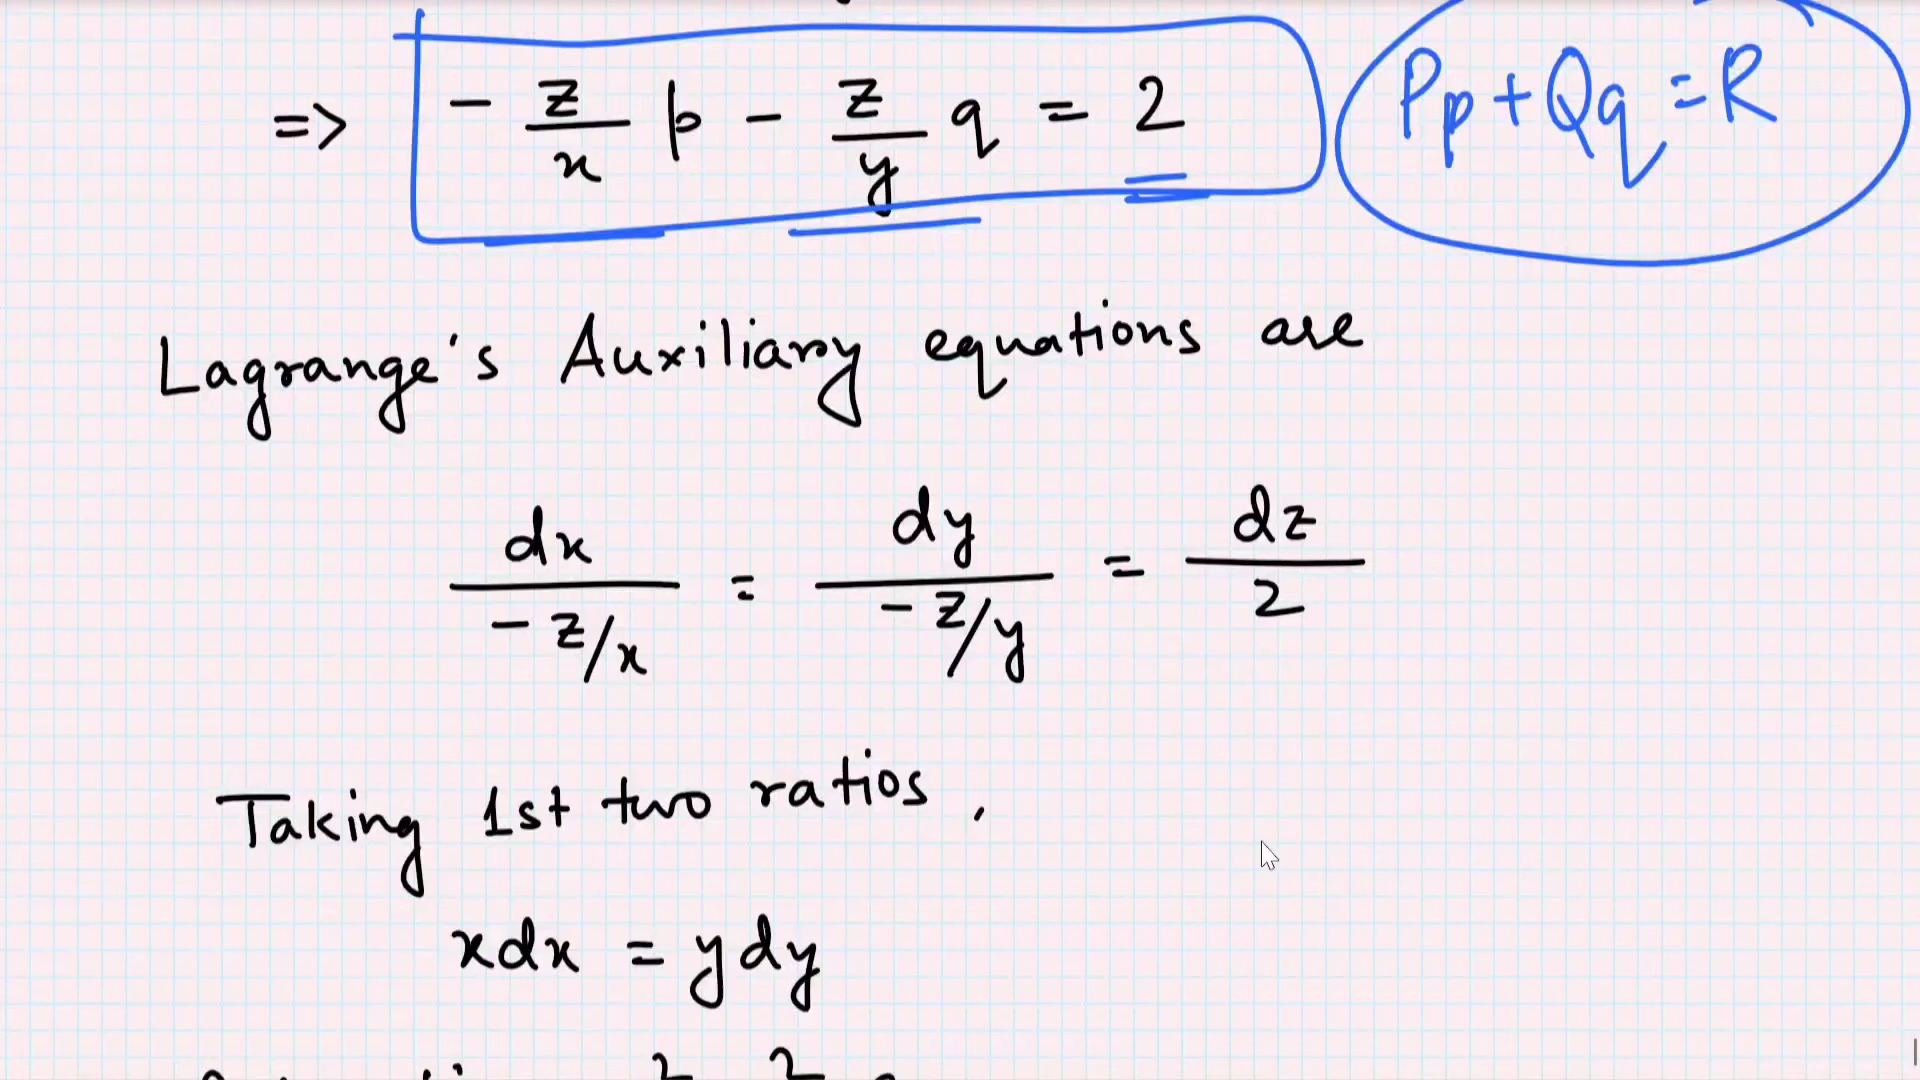 => - z/x p - z/y q = 2 Pp + Qq = R
Lagrange's Auxiliary equations are
dx/(-z/x) = dy/(-z/y) = dz/2
Taking 1st two ratios,
xdx = ydy